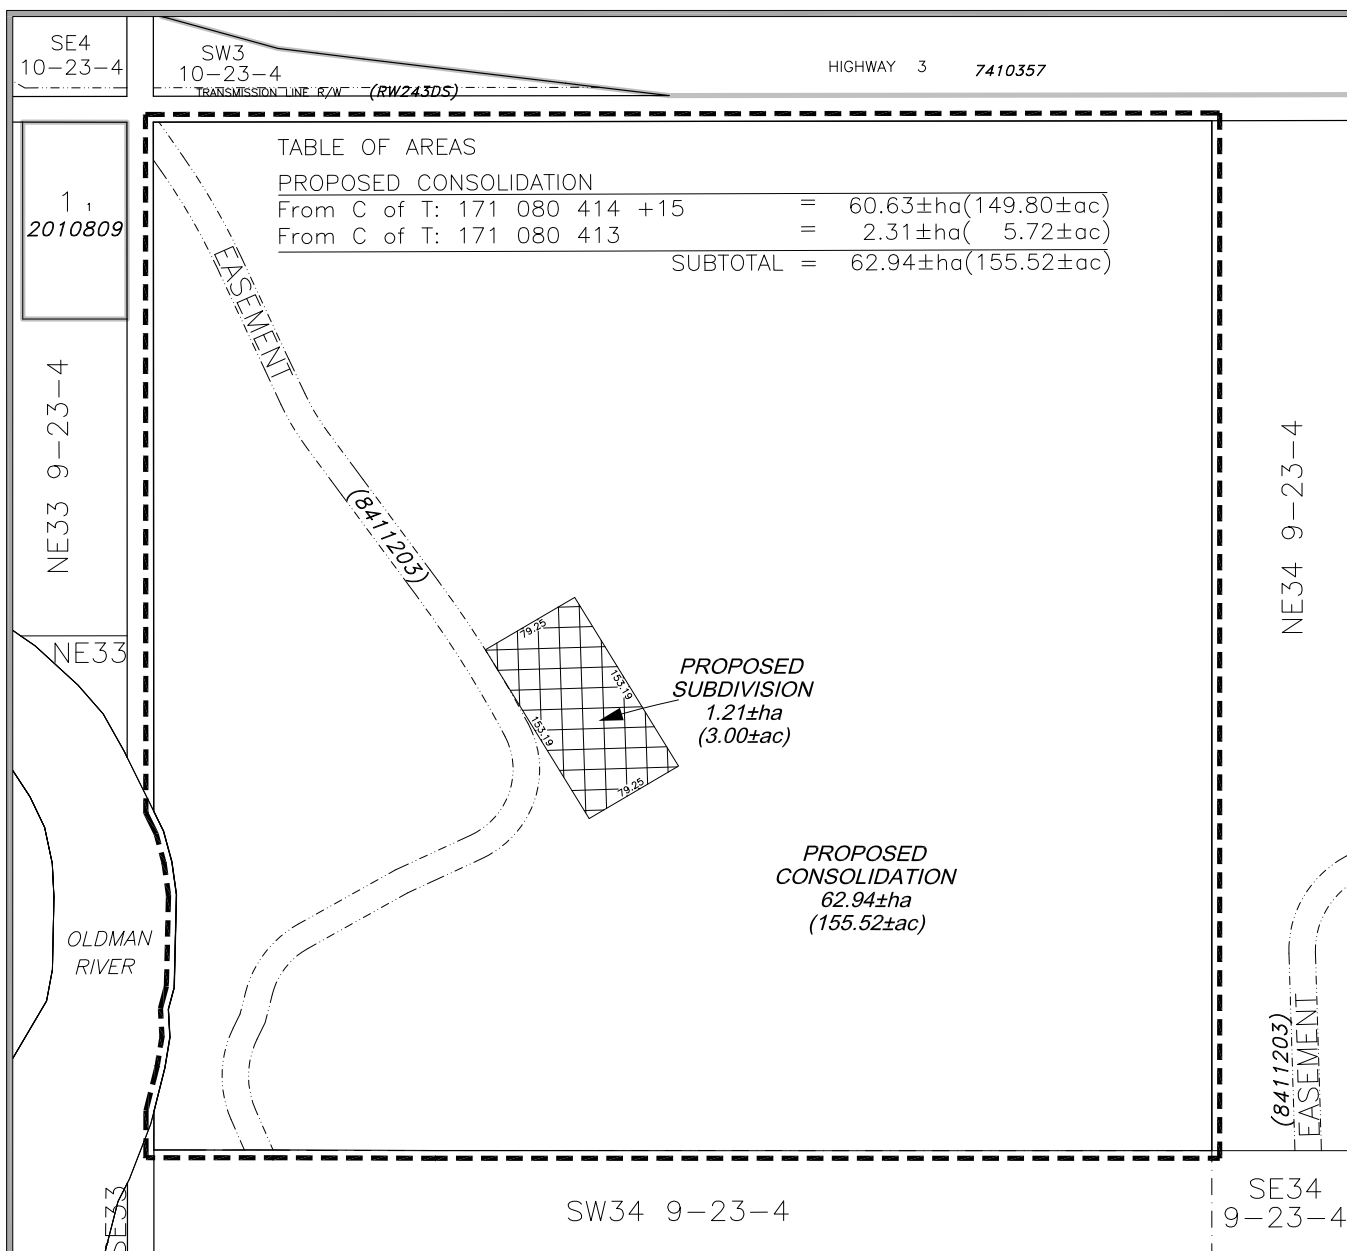 SE4
10-23-4
SW3
10-23-4
TRANSMISSION LINE R/W (RW243DS)
HIGHWAY 3 7410357
TABLE OF AREAS
PROPOSED CONSOLIDATION
From C of T: 171 080 414 +15 = 60.63±ha(149.80±ac)
From C of T: 171 080 413 = 2.31±ha( 5.72±ac)
SUBTOTAL = 62.94±ha(155.52±ac)
1 1
2010809
EASEMENT
(8411203)
NE33 9-23-4
NE34 9-23-4
NE33
79.25
153.19
153.19
79.25
PROPOSED
SUBDIVISION
1.21±ha
(3.00±ac)
PROPOSED
CONSOLIDATION
62.94±ha
(155.52±ac)
OLDMAN
RIVER
(8411203)
EASEMENT
SE33
SW34 9-23-4
SE34
9-23-4